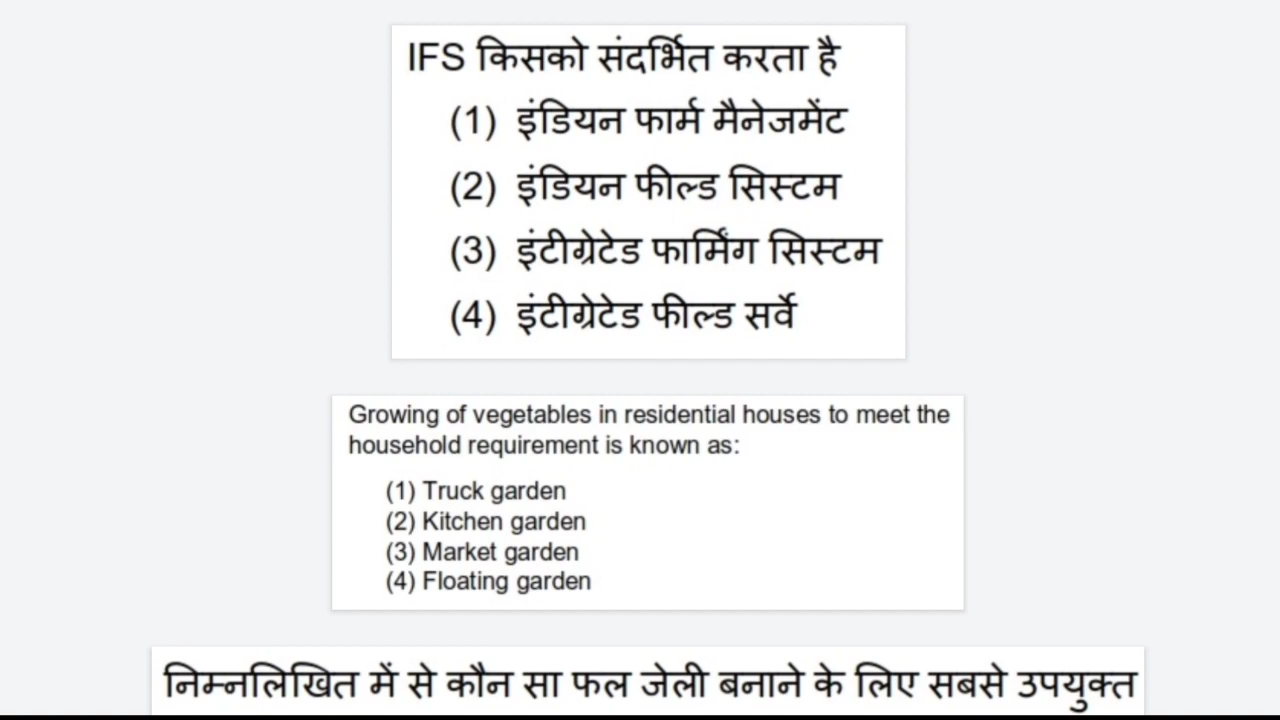 IFS किसको संदर्भित करता है
(1) इंडियन फार्म मैनेजमेंट
(2) इंडियन फील्ड सिस्टम
(3) इंटीग्रेटेड फार्मिंग सिस्टम
(4) इंटीग्रेटेड फील्ड सर्वे
Growing of vegetables in residential houses to meet the
household requirement is known as:
(1) Truck garden
(2) Kitchen garden
(3) Market garden
(4) Floating garden
निम्नलिखित में से कौन सा फल जेली बनाने के लिए सबसे उपयुक्त